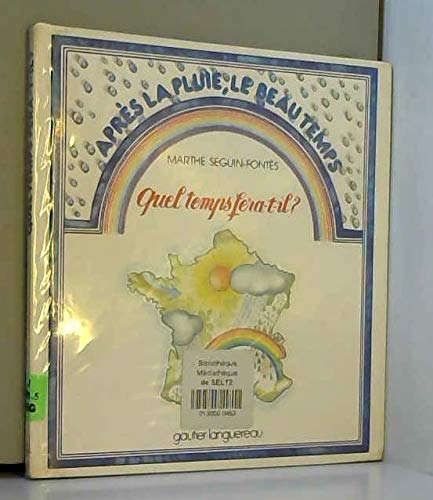 APRÈS LA PLUIE, LE BEAU TEMPS
MARTHE SEGUIN-FONTÈS
Quel temps fera-t-il?
Bibliothèque
Médiathèque
de SELTZ
gautier-languereau